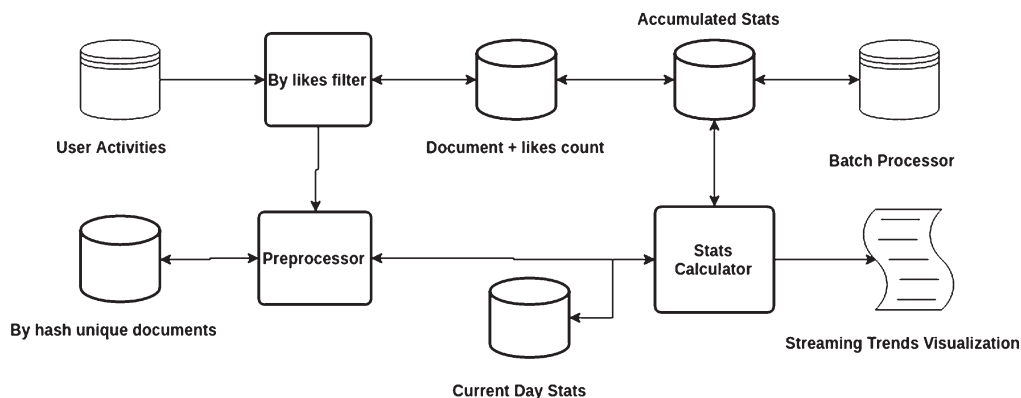 Accumulated Stats
By likes filter
User Activities
Document + likes count
Batch Processor
Preprocessor
Stats
Calculator
By hash unique documents
Streaming Trends Visualization
Current Day Stats